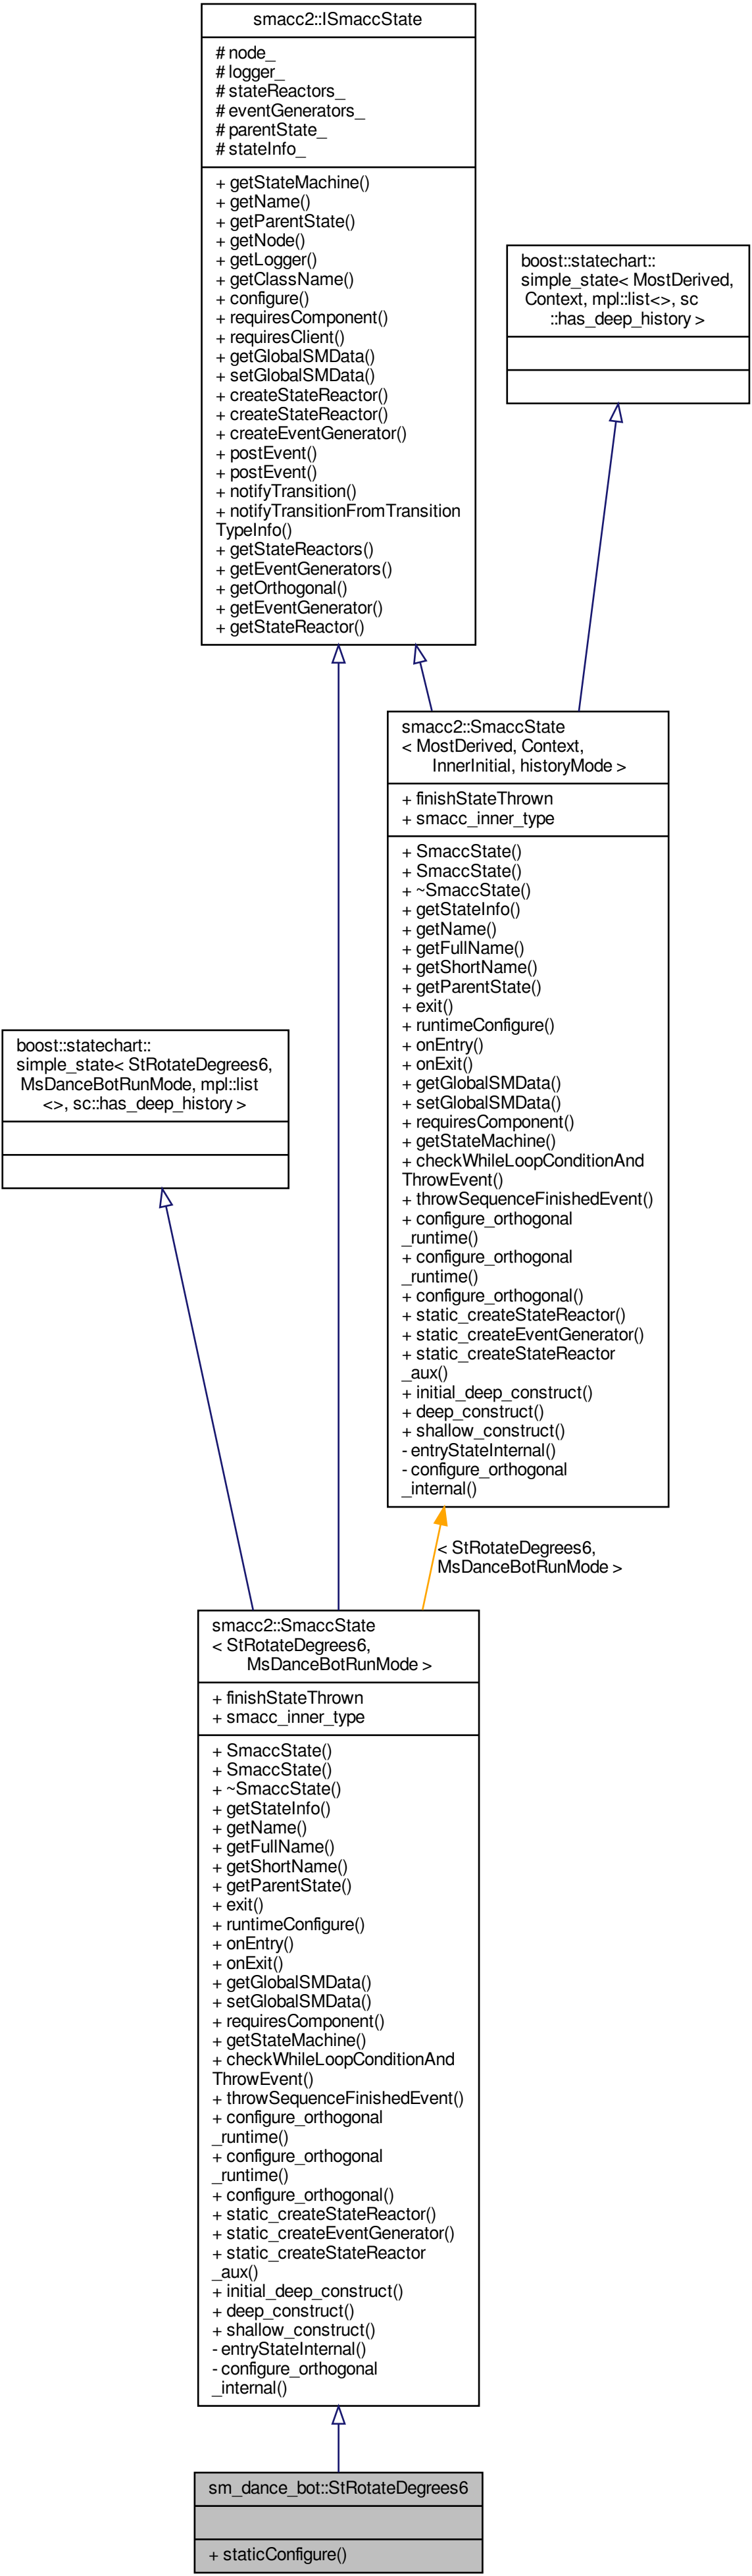 smacc2::ISmaccState
# node_
# logger_
# stateReactors_
# eventGenerators_
# parentState_
# stateInfo_
+ getStateMachine()
+ getName()
+ getParentState()
+ getNode()
+ getLogger()
+ getClassName()
+ configure()
+ requiresComponent()
+ requiresClient()
+ getGlobalSMData()
+ setGlobalSMData()
+ createStateReactor()
+ createStateReactor()
+ createEventGenerator()
+ postEvent()
+ postEvent()
+ notifyTransition()
+ notifyTransitionFromTransition
TypeInfo()
+ getStateReactors()
+ getEventGenerators()
+ getOrthogonal()
+ getEventGenerator()
+ getStateReactor()
boost::statechart::
simple_state< MostDerived,
Context, mpl::list<>, sc
::has_deep_history >
smacc2::SmaccState
< MostDerived, Context,
InnerInitial, historyMode >
+ finishStateThrown
+ smacc_inner_type
+ SmaccState()
+ SmaccState()
+ ~SmaccState()
+ getStateInfo()
+ getName()
+ getFullName()
+ getShortName()
+ getParentState()
+ exit()
+ runtimeConfigure()
+ onEntry()
+ onExit()
+ getGlobalSMData()
+ setGlobalSMData()
+ requiresComponent()
+ getStateMachine()
+ checkWhileLoopConditionAnd
ThrowEvent()
+ throwSequenceFinishedEvent()
+ configure_orthogonal
_runtime()
+ configure_orthogonal
_runtime()
+ configure_orthogonal()
+ static_createStateReactor()
+ static_createEventGenerator()
+ static_createStateReactor
_aux()
+ initial_deep_construct()
+ deep_construct()
+ shallow_construct()
- entryStateInternal()
- configure_orthogonal
_internal()
boost::statechart::
simple_state< StRotateDegrees6,
MsDanceBotRunMode, mpl::list
<>, sc::has_deep_history >
< StRotateDegrees6,
MsDanceBotRunMode >
smacc2::SmaccState
< StRotateDegrees6,
MsDanceBotRunMode >
+ finishStateThrown
+ smacc_inner_type
+ SmaccState()
+ SmaccState()
+ ~SmaccState()
+ getStateInfo()
+ getName()
+ getFullName()
+ getShortName()
+ getParentState()
+ exit()
+ runtimeConfigure()
+ onEntry()
+ onExit()
+ getGlobalSMData()
+ setGlobalSMData()
+ requiresComponent()
+ getStateMachine()
+ checkWhileLoopConditionAnd
ThrowEvent()
+ throwSequenceFinishedEvent()
+ configure_orthogonal
_runtime()
+ configure_orthogonal
_runtime()
+ configure_orthogonal()
+ static_createStateReactor()
+ static_createEventGenerator()
+ static_createStateReactor
_aux()
+ initial_deep_construct()
+ deep_construct()
+ shallow_construct()
- entryStateInternal()
- configure_orthogonal
_internal()
sm_dance_bot::StRotateDegrees6
+ staticConfigure()